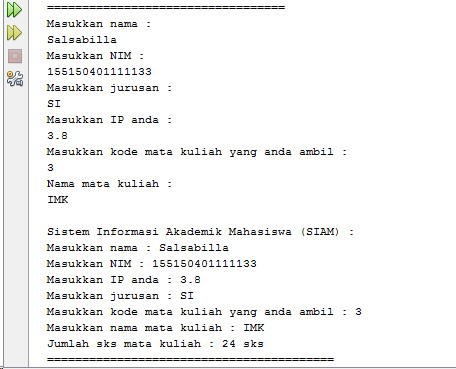 ==================================
Masukkan nama :
Salsabilla
Masukkan NIM :
155150401111133
Masukkan jurusan :
SI
Masukkan IP anda :
3.8
Masukkan kode mata kuliah yang anda ambil :
3
Nama mata kuliah :
IMK
Sistem Informasi Akademik Mahasiswa (SIAM) :
Masukkan nama : Salsabilla
Masukkan NIM : 155150401111133
Masukkan IP anda : 3.8
Masukkan jurusan : SI
Masukkan kode mata kuliah yang anda ambil : 3
Masukkan nama mata kuliah : IMK
Jumlah sks mata kuliah : 24 sks
=========================================